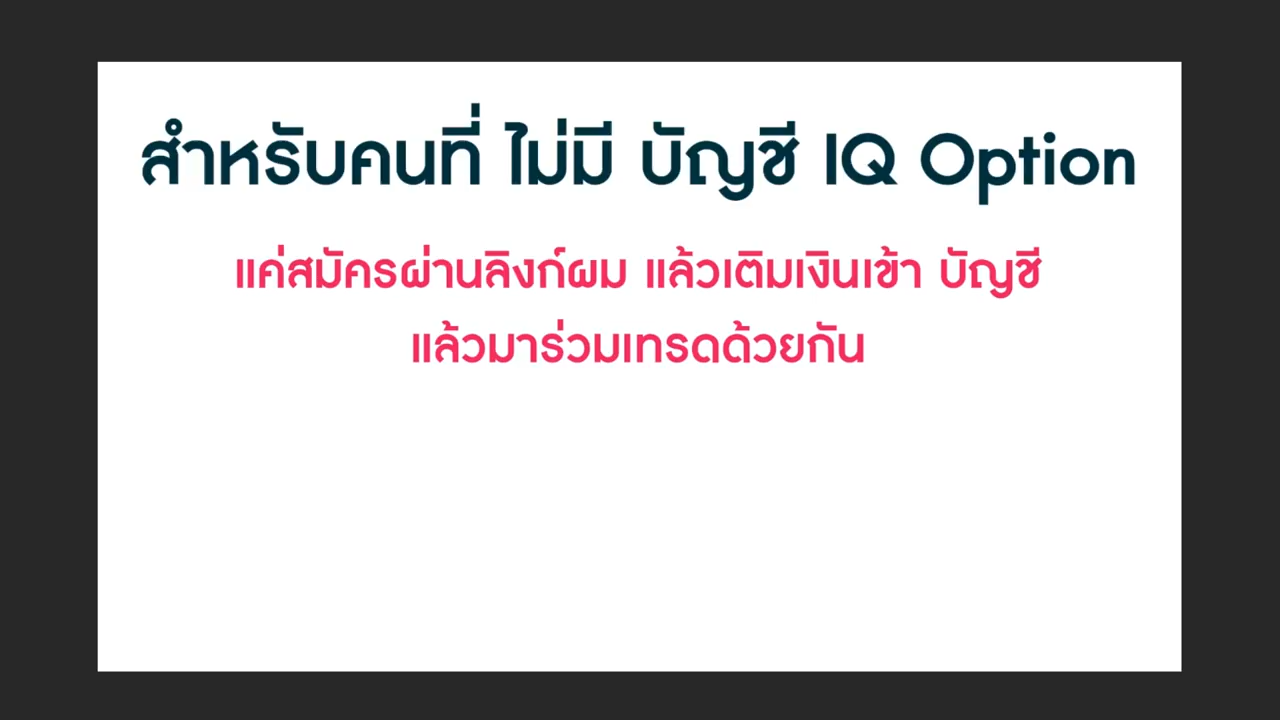 สำหรับคนที่ ไม่มี บัญชี IQ Option
แค่สมัครผ่านลิงก์ผม แล้วเติมเงินเข้า บัญชี
แล้วมาร่วมเทรดด้วยกัน